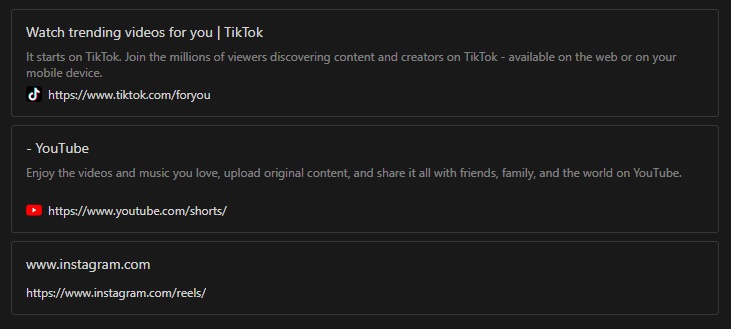 Watch trending videos for you | TikTok
It starts on TikTok. Join the millions of viewers discovering content and creators on TikTok - available on the web or on your
mobile device.
https://www.tiktok.com/foryou
- YouTube
Enjoy the videos and music you love, upload original content, and share it all with friends, family, and the world on YouTube.
https://www.youtube.com/shorts/
www.instagram.com
https://www.instagram.com/reels/